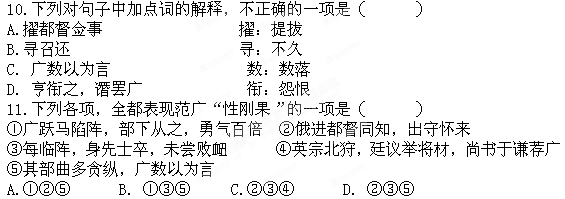 10.下列对句子中加点词的解释，不正确的一项是（　　）
A.擢都督佥事　　擢：提拔
B.寻召还　　寻：不久
C. 广数以为言　　数：数落
D. 亨衔之，潛罢广　　衔：怨恨
11.下列各项，全都表现范广“性刚果”的一项是（　　）
①广跃马陷阵，部下从之，勇气百倍　②俄进都督同知，出守怀来
③每临阵，身先士卒，未尝败衄　　④英宗北狩，廷议举将材，尚书于谦荐广
⑤其部曲多贪纵，广数以为言
A.①②⑤　　B. ①③⑤　　C.②③④　　D. ②③⑤